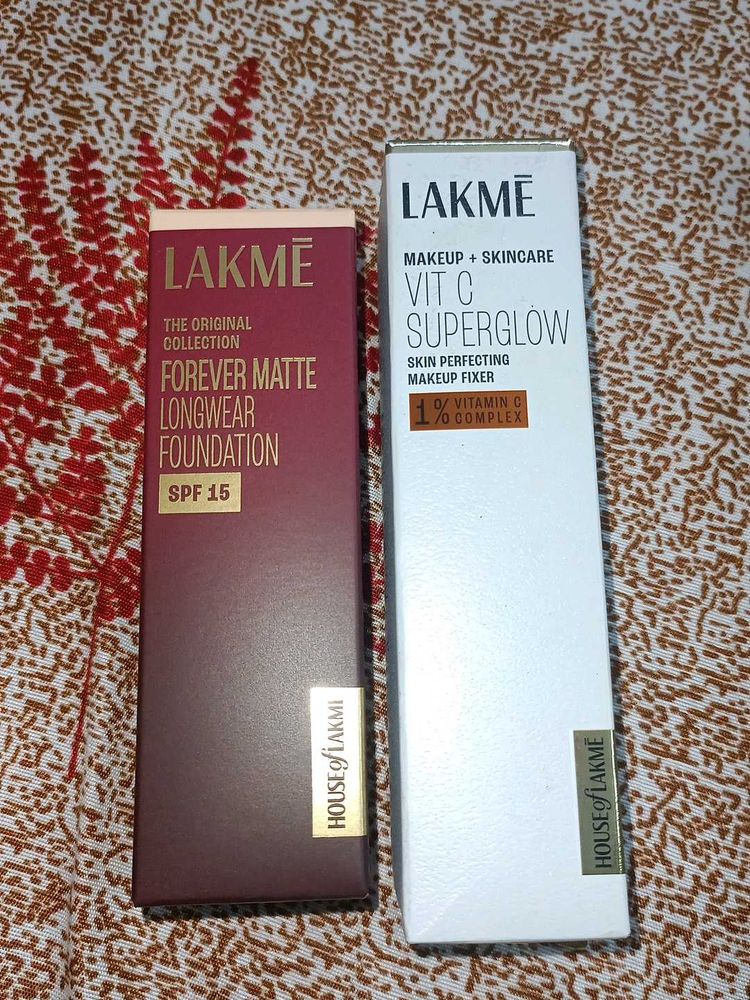 LAKMĒ
THE ORIGINAL
COLLECTION
FOREVER MATTE
LONGWEAR
FOUNDATION
SPF 15
HOUSE of LAKMĒ
LAKMĒ
MAKEUP + SKINCARE
VIT C
SUPERGLOW
SKIN PERFECTING
MAKEUP FIXER
1% VITAMIN C
COMPLEX
HOUSE of LAKMĒ